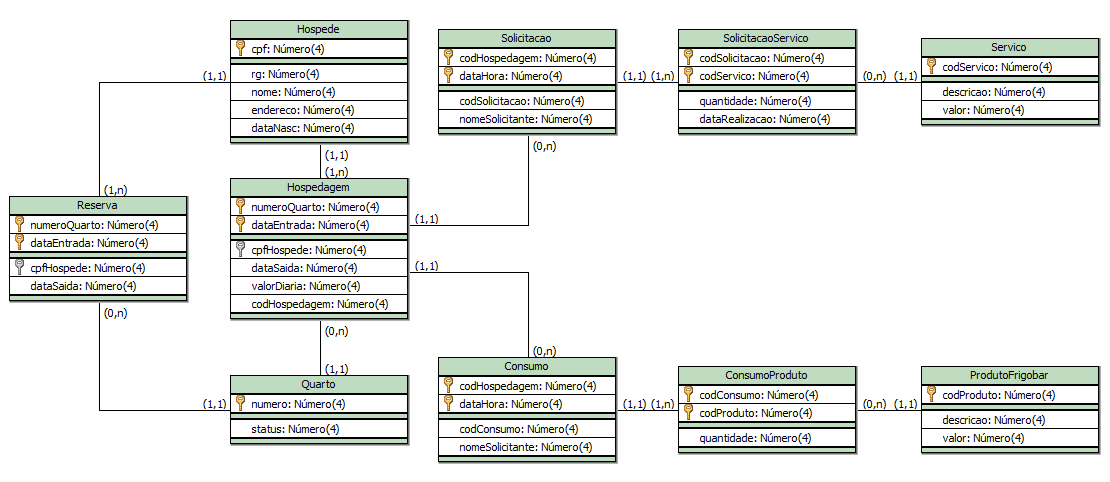 Hospede
cpf: Número(4)
rg: Número(4)
nome: Número(4)
endereco: Número(4)
dataNasc: Número(4)
(1,1)
(1,1)
(1,n)
(1,n)
Reserva
numeroQuarto: Número(4)
dataEntrada: Número(4)
cpfHospede: Número(4)
dataSaida: Número(4)
(0,n)
(1,1)
Hospedagem
numeroQuarto: Número(4)
dataEntrada: Número(4)
cpfHospede: Número(4)
dataSaida: Número(4)
valorDiaria: Número(4)
codHospedagem: Número(4)
(1,1)
(1,1)
(0,n)
(1,1)
Quarto
numero: Número(4)
status: Número(4)
Solicitacao
codHospedagem: Número(4)
dataHora: Número(4)
codSolicitacao: Número(4)
nomeSolicitante: Número(4)
(0,n)
(1,1) (1,n)
SolicitacaoServico
codSolicitacao: Número(4)
codServico: Número(4)
quantidade: Número(4)
dataRealizacao: Número(4)
(0,n) (1,1)
Servico
codServico: Número(4)
descricao: Número(4)
valor: Número(4)
(0,n)
Consumo
codHospedagem: Número(4)
dataHora: Número(4)
codConsumo: Número(4)
nomeSolicitante: Número(4)
(1,1) (1,n)
ConsumoProduto
codConsumo: Número(4)
codProduto: Número(4)
quantidade: Número(4)
(0,n) (1,1)
ProdutoFrigobar
codProduto: Número(4)
descricao: Número(4)
valor: Número(4)